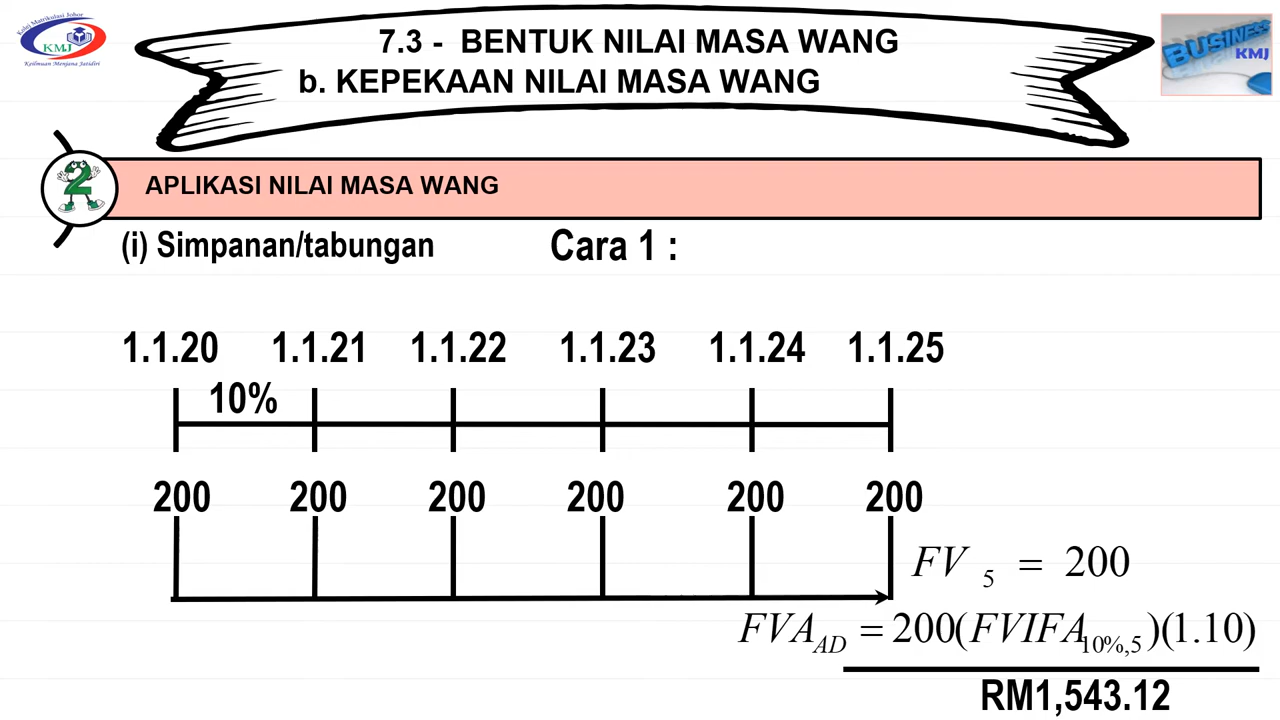 Kolej Matrikulasi Johor
KMJ
Keilmuan Menjana Jatidiri
7.3 - BENTUK NILAI MASA WANG
b. KEPEKAAN NILAI MASA WANG
BUSINESS
KMJ
2
APLIKASI NILAI MASA WANG
(i) Simpanan/tabungan Cara 1 :
1.1.20 1.1.21 1.1.22 1.1.23 1.1.24 1.1.25
10%
200 200 200 200 200 200
FV 5 = 200
FVA AD = 200(FVIFA 10%,5 )(1.10)
RM1,543.12